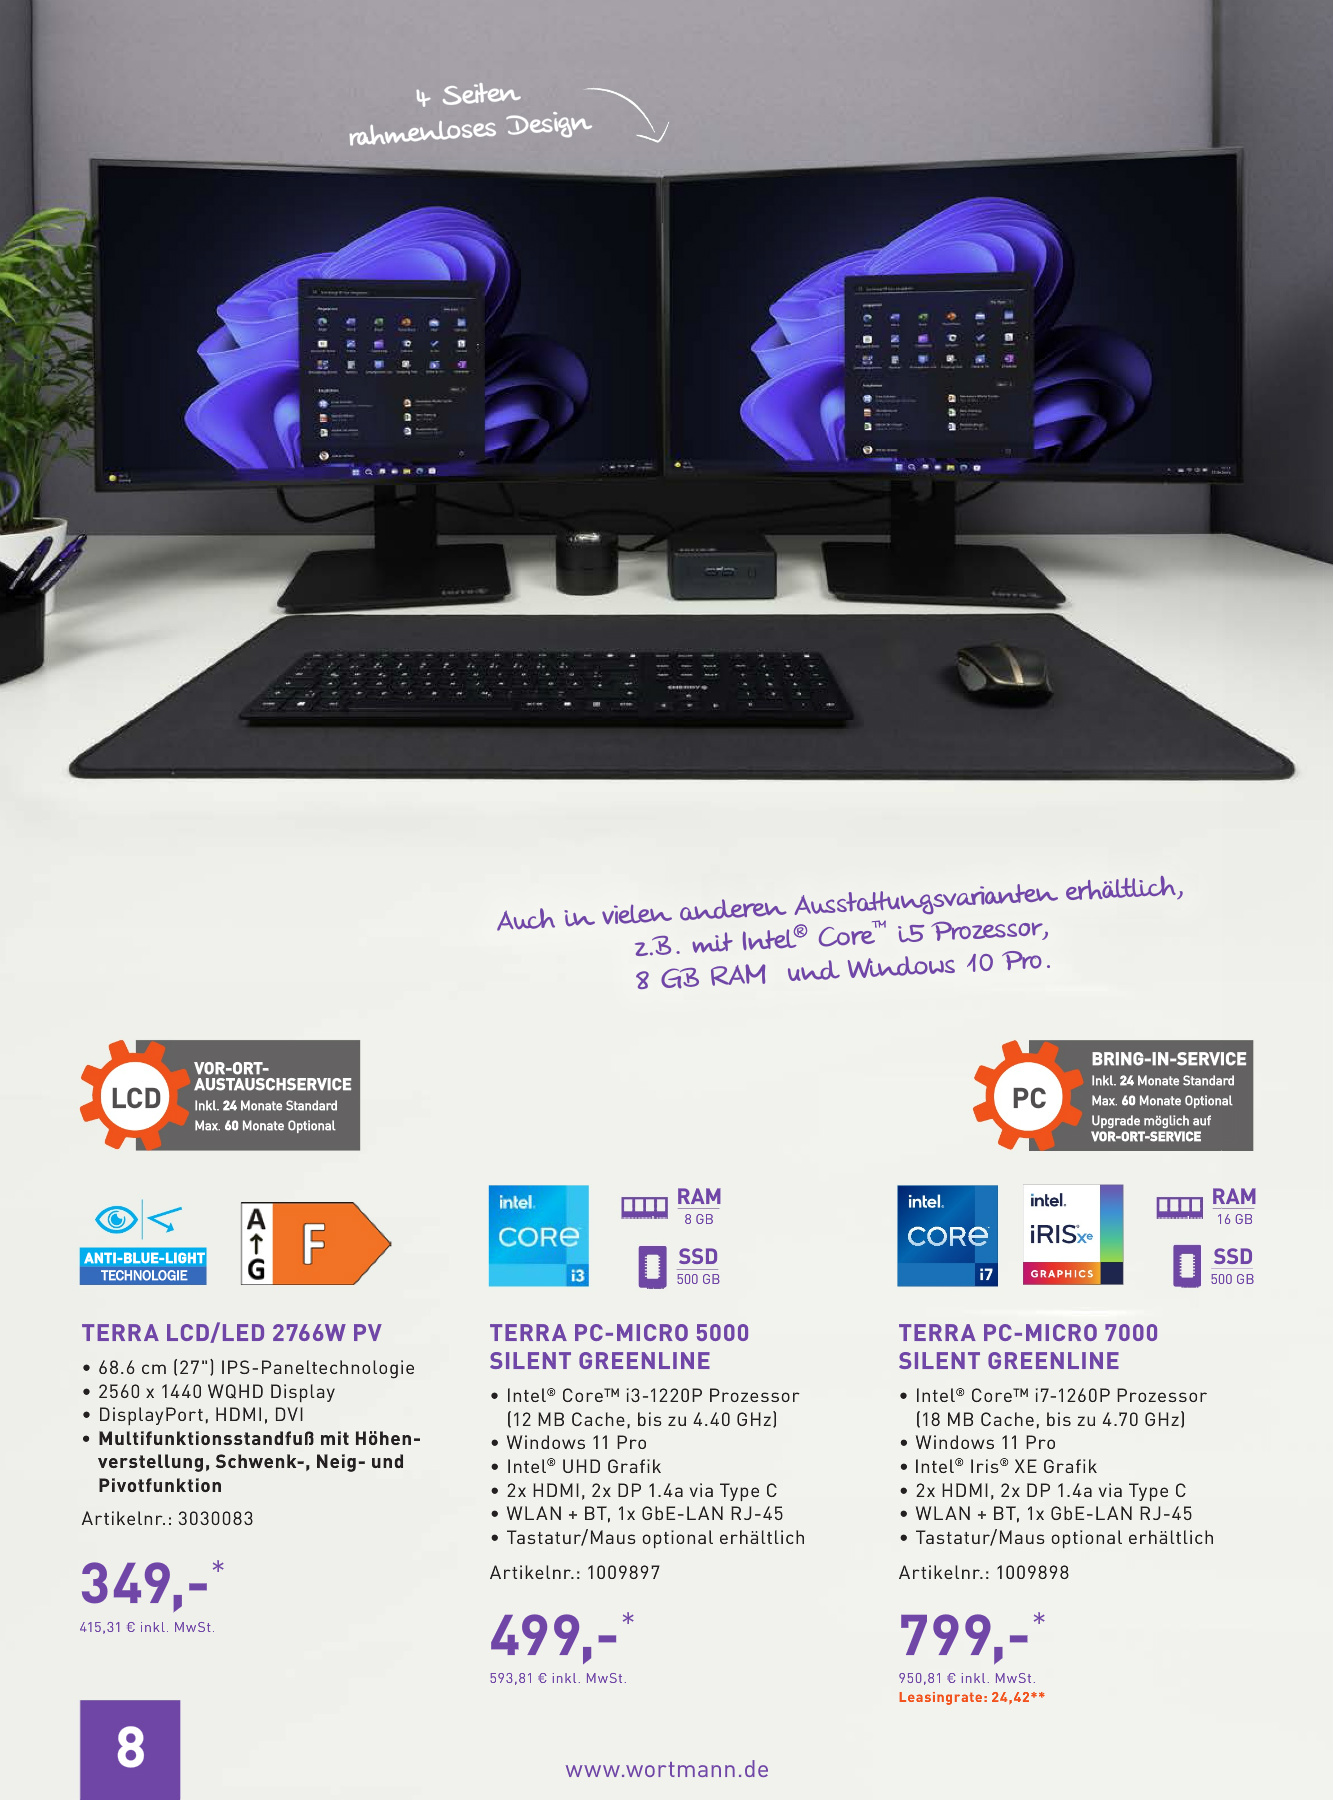 4 Seiten
rahmenloses Design
terra
terra
terra
CHERRY
Auch in vielen anderen Ausstattungsvarianten erhältlich,
z.B. mit Intel® Core™ i5 Prozessor,
8 GB RAM und Windows 10 Pro.
LCD
VOR-ORT-
AUSTAUSCHSERVICE
Inkl. 24 Monate Standard
Max. 60 Monate Optional
PC
BRING-IN-SERVICE
Inkl. 24 Monate Standard
Max. 60 Monate Optional
Upgrade möglich auf
VOR-ORT-SERVICE
ANTI-BLUE-LIGHT
TECHNOLOGIE
A
G
F
TERRA LCD/LED 2766W PV
• 68.6 cm (27") IPS-Paneltechnologie
• 2560 x 1440 WQHD Display
• DisplayPort, HDMI, DVI
• Multifunktionsstandfuß mit Höhen-
verstellung, Schwenk-, Neig- und
Pivotfunktion
Artikelnr.: 3030083
349,-*
415,31 € inkl. MwSt.
intel.
CORE
i3
RAM
8 GB
SSD
500 GB
TERRA PC-MICRO 5000
SILENT GREENLINE
• Intel® Core™ i3-1220P Prozessor
(12 MB Cache, bis zu 4.40 GHz)
• Windows 11 Pro
• Intel® UHD Grafik
• 2x HDMI, 2x DP 1.4a via Type C
• WLAN + BT, 1x GbE-LAN RJ-45
• Tastatur/Maus optional erhältlich
Artikelnr.: 1009897
499,-*
593,81 € inkl. MwSt.
intel.
CORE
i7
intel.
iRISxe
GRAPHICS
RAM
16 GB
SSD
500 GB
TERRA PC-MICRO 7000
SILENT GREENLINE
• Intel® Core™ i7-1260P Prozessor
(18 MB Cache, bis zu 4.70 GHz)
• Windows 11 Pro
• Intel® Iris® XE Grafik
• 2x HDMI, 2x DP 1.4a via Type C
• WLAN + BT, 1x GbE-LAN RJ-45
• Tastatur/Maus optional erhältlich
Artikelnr.: 1009898
799,-*
950,81 € inkl. MwSt.
Leasingrate: 24,42**
8
www.wortmann.de